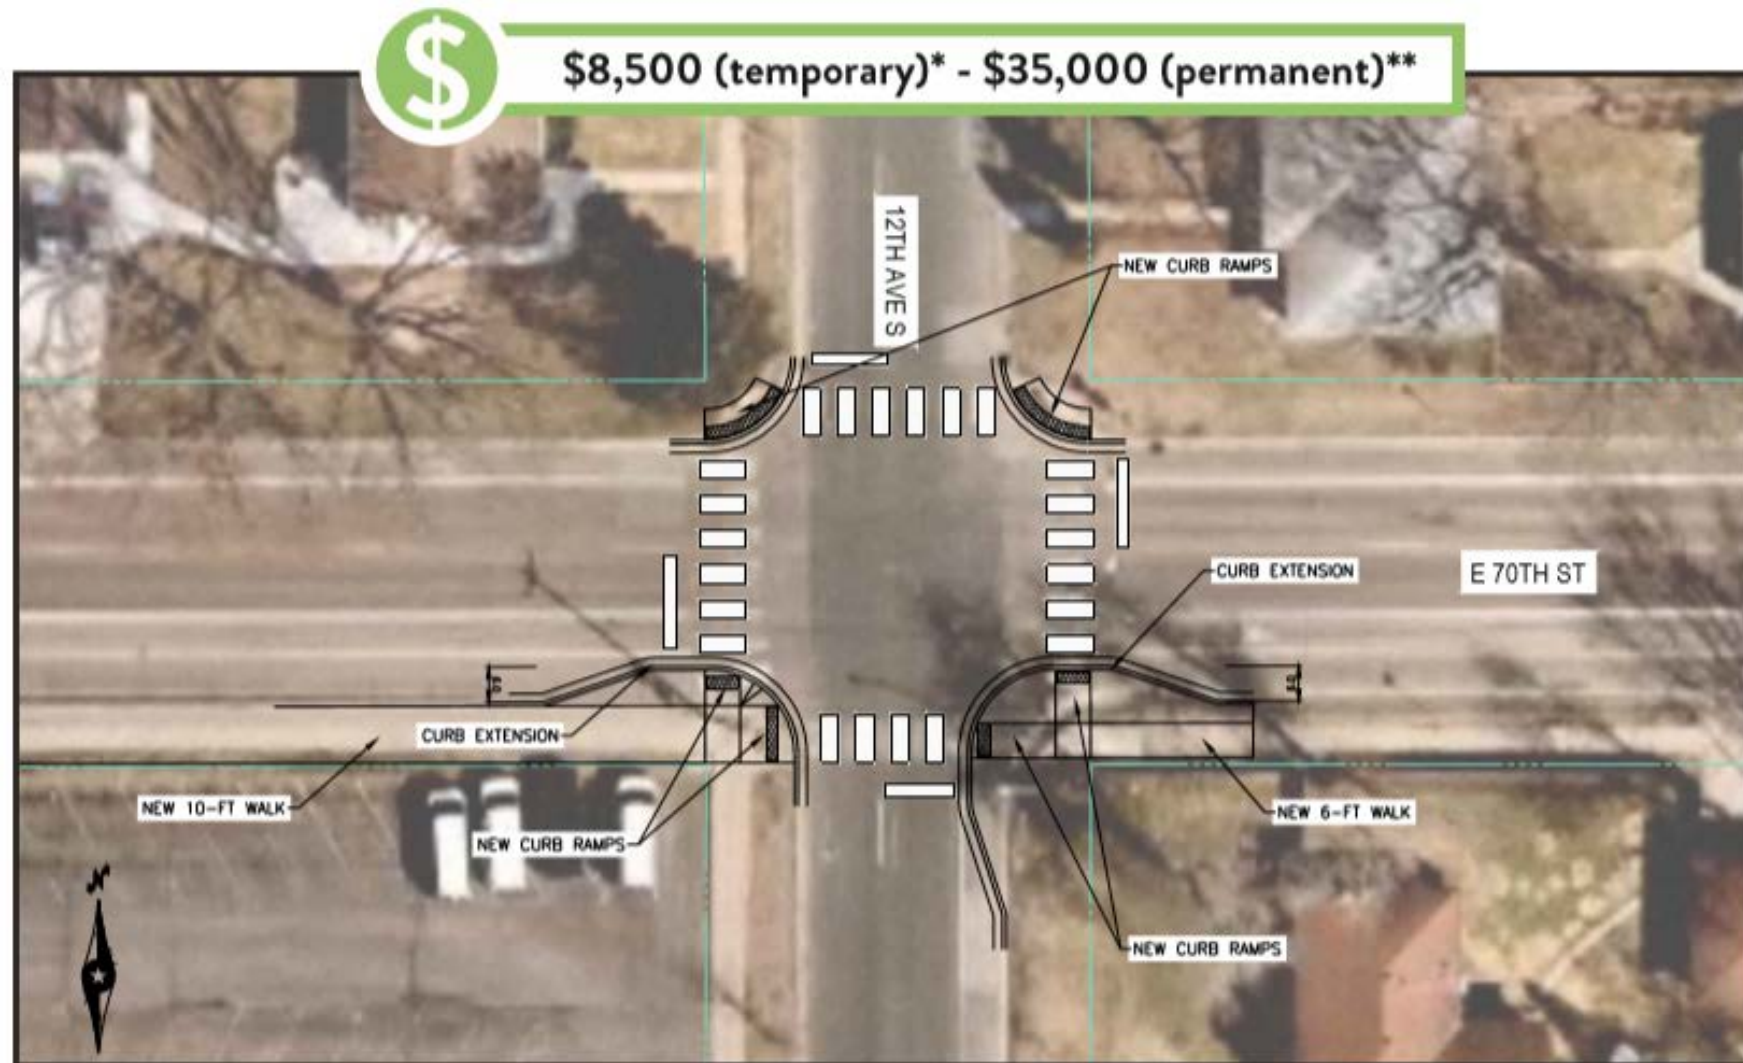 $
$8,500 (temporary)* - $35,000 (permanent)**
12TH AVE S
NEW CURB RAMPS
CURB EXTENSION
E 70TH ST
CURB EXTENSION
NEW 10-FT WALK
NEW CURB RAMPS
NEW 6-FT WALK
N
NEW CURB RAMPS